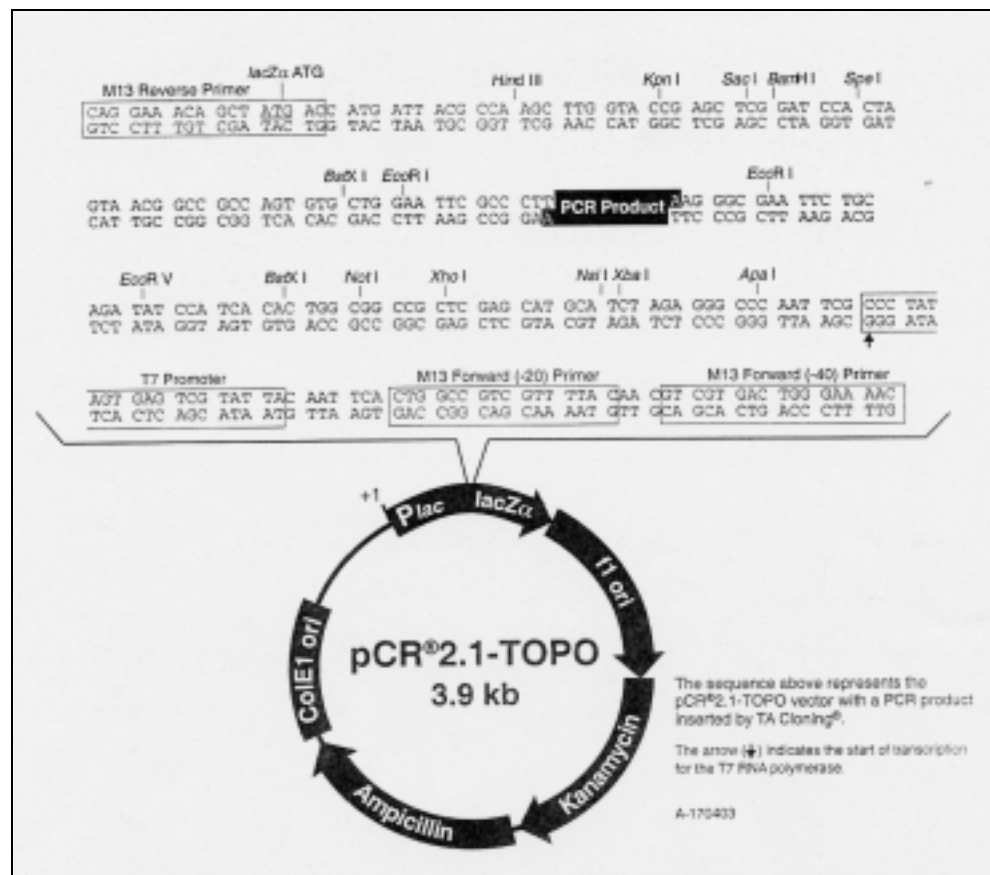 lacZα ATG
M13 Reverse Primer Hind III Kpn I Sac I BamH I Spe I
CAG GAA ACA GCT ATG AGC ATG ATT ACG CCA AGC TTG GTA CCG AGC TCG GAT CCA CTA
GTC CTT TGT CGA TAC TGG TAC TAA TGC GGT TCG AAC CAT GGC TCG AGC CTA GGT GAT
BstX I EcoR I EcoR I
GTA ACG GCC GCC AGT GTG CTG GAA TTC GCC CTT PCR Product AAG GGC GAA TTC TGC
CAT TGC CGG CGG TCA CAC GAC CTT AAG CCG GAA TTC CCG CTT AAG ACG
EcoR V BstX I Not I Xho I Nsi I Xba I Apa I
AGA TAT CCA TCA CAC TGG CGG CCG CTC GAG CAT GCA TCT AGA GGG CCC AAT TCG CCC TAT
TCT ATA GGT AGT GTG ACC GCC GGC GAG CTC GTA CGT AGA TCT CCC GGG TTA AGC GGG ATA
T7 Promoter M13 Forward (-20) Primer M13 Forward (-40) Primer
AGT GAG TCG TAT TAC AAT TCA CTG GCC GTC GTT TTA CAA CGT CGT GAC TGG GAA AAC
TCA CTC AGC ATA ATG TTA AGT GAC CGG CAG CAA AAT GTT GCA GCA CTG ACC CTT TTG
+1
Plac lacZα
f1 ori
Kanamycin
Ampicillin
ColE1 ori
pCR®2.1-TOPO
3.9 kb
The sequence above represents the
pCR®2.1-TOPO vector with a PCR product
inserted by TA Cloning®.
The arrow (↓) indicates the start of transcription
for the T7 RNA polymerase.
A-170403